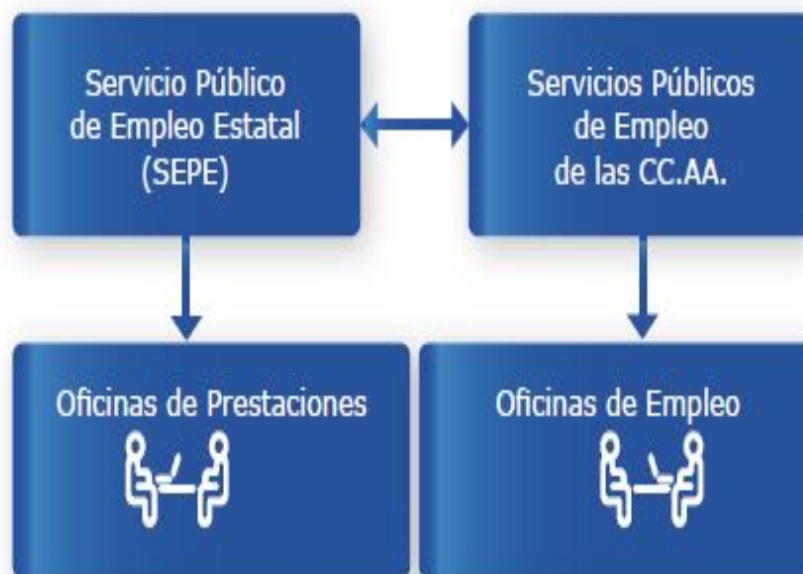 Servicio Público
de Empleo Estatal
(SEPE)
Servicios Públicos
de Empleo
de las CC.AA.
Oficinas de Prestaciones
Oficinas de Empleo